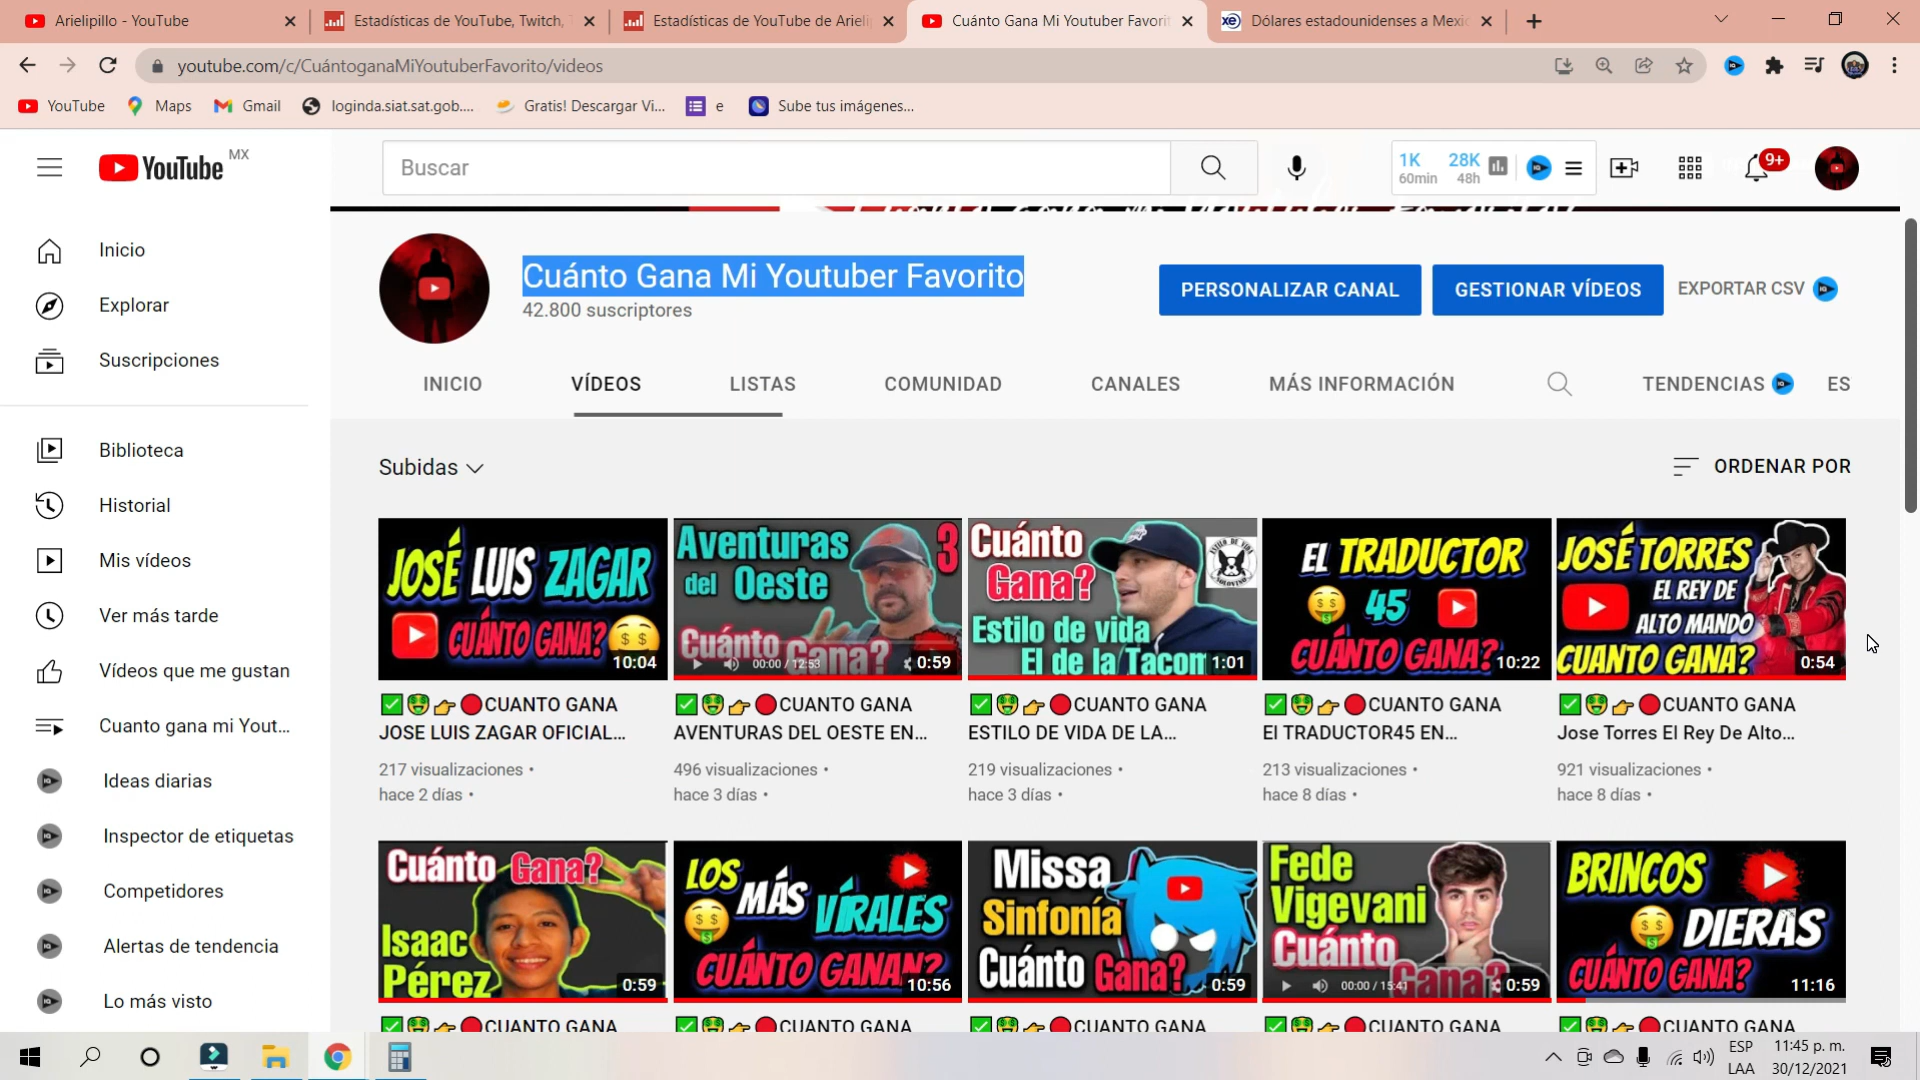 Arielipillo - YouTube
Estadísticas de YouTube, Twitch,
Estadísticas de YouTube de Arieli
Cuánto Gana Mi Youtuber Favorit
Dólares estadounidenses a Mexi
youtube.com/c/CuántoganaMiYoutuberFavorito/videos
YouTube
Maps
Gmail
loginda.siat.sat.gob....
Gratis! Descargar Vi...
e
Sube tus imágenes...
YouTube MX
Buscar
1K 60min
28K 48h
9+
Inicio
Explorar
Suscripciones
Biblioteca
Historial
Mis vídeos
Ver más tarde
Vídeos que me gustan
Cuanto gana mi Yout...
Ideas diarias
Inspector de etiquetas
Competidores
Alertas de tendencia
Lo más visto
Cuánto Gana Mi Youtuber Favorito
42.800 suscriptores
PERSONALIZAR CANAL
GESTIONAR VÍDEOS
EXPORTAR CSV
INICIO
VÍDEOS
LISTAS
COMUNIDAD
CANALES
MÁS INFORMACIÓN
TENDENCIAS
ES
Subidas
ORDENAR POR
JOSÉ LUIS ZAGAR
CUÁNTO GANA?
10:04
✅🤑👉🔴CUANTO GANA
JOSE LUIS ZAGAR OFICIAL...
217 visualizaciones •
hace 2 días •
Aventuras 3
del Oeste
Cuánto Gana?
00:00 / 12:53
0:59
✅🤑👉🔴CUANTO GANA
AVENTURAS DEL OESTE EN...
496 visualizaciones •
hace 3 días •
Cuánto
Gana?
Estilo de vida
El de la Tacom
1:01
✅🤑👉🔴CUANTO GANA
ESTILO DE VIDA DE LA...
219 visualizaciones •
hace 3 días •
EL TRADUCTOR
45
CUÁNTO GANA?
10:22
✅🤑👉🔴CUANTO GANA
El TRADUCTOR45 EN...
213 visualizaciones •
hace 8 días •
JOSÉ TORRES
EL REY DE
ALTO MANDO
CUANTO GANA?
0:54
✅🤑👉🔴CUANTO GANA
Jose Torres El Rey De Alto...
921 visualizaciones •
hace 8 días •
Cuánto Gana?
Isaac
Pérez
0:59
✅🤑👉🔴CUANTO GANA
LOS
MÁS VÍRALES
CUÁNTO GANAN?
10:56
✅🤑👉🔴CUANTO GANA
Missa
Sinfonía
Cuánto Gana?
0:59
✅🤑👉🔴CUANTO GANA
Fede
Vigevani
Cuánto
Gana?
00:00 / 15:41
0:59
✅🤑👉🔴CUANTO GANA
BRINCOS
DIERAS
CUÁNTO GANA?
11:16
✅🤑👉🔴CUANTO GANA
ESP
LAA
11:45 p. m.
30/12/2021